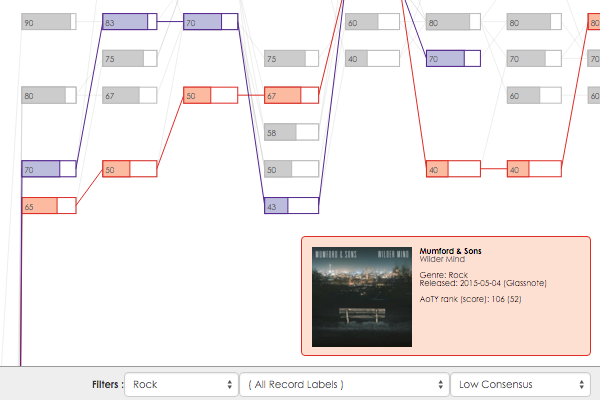 90 83 70 60 80 80 80
75 75 40 70 70 70
80 67 50 67 60 60
58
70 50 50 40 40
65 43
MUMFORD & SONS WILDER MIND
Mumford & Sons
Wilder Mind
Genre: Rock
Released: 2015-05-04 (Glassnote)
AoTY rank (score): 106 (52)
Filters : Rock ( All Record Labels ) Low Consensus